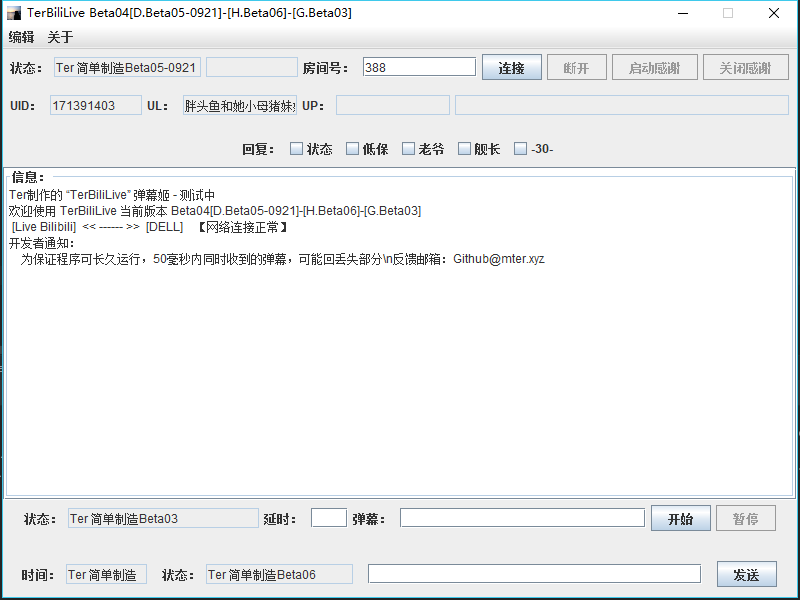 TerBiliLive Beta04[D.Beta05-0921]-[H.Beta06]-[G.Beta03]
编辑 关于
状态： Ter 简单制造Beta05-0921 房间号： 388 连接 断开 启动感谢 关闭感谢
UID： 171391403 UL： 胖头鱼和她小母猪妹 UP：
回复： 状态 低保 老爷 舰长 -30-
信息：
Ter制作的 “TerBiliLive” 弹幕姬 - 测试中
欢迎使用 TerBiliLive 当前版本 Beta04[D.Beta05-0921]-[H.Beta06]-[G.Beta03]
[Live Bilibili] << ------ >> [DELL] 【网络连接正常】
开发者通知：
为保证程序可长久运行，50毫秒内同时收到的弹幕，可能回丢失部分\n反馈邮箱：Github@mter.xyz
状态： Ter 简单制造Beta03 延时： 弹幕： 开始 暂停
时间： Ter 简单制造 状态： Ter 简单制造Beta06 发送